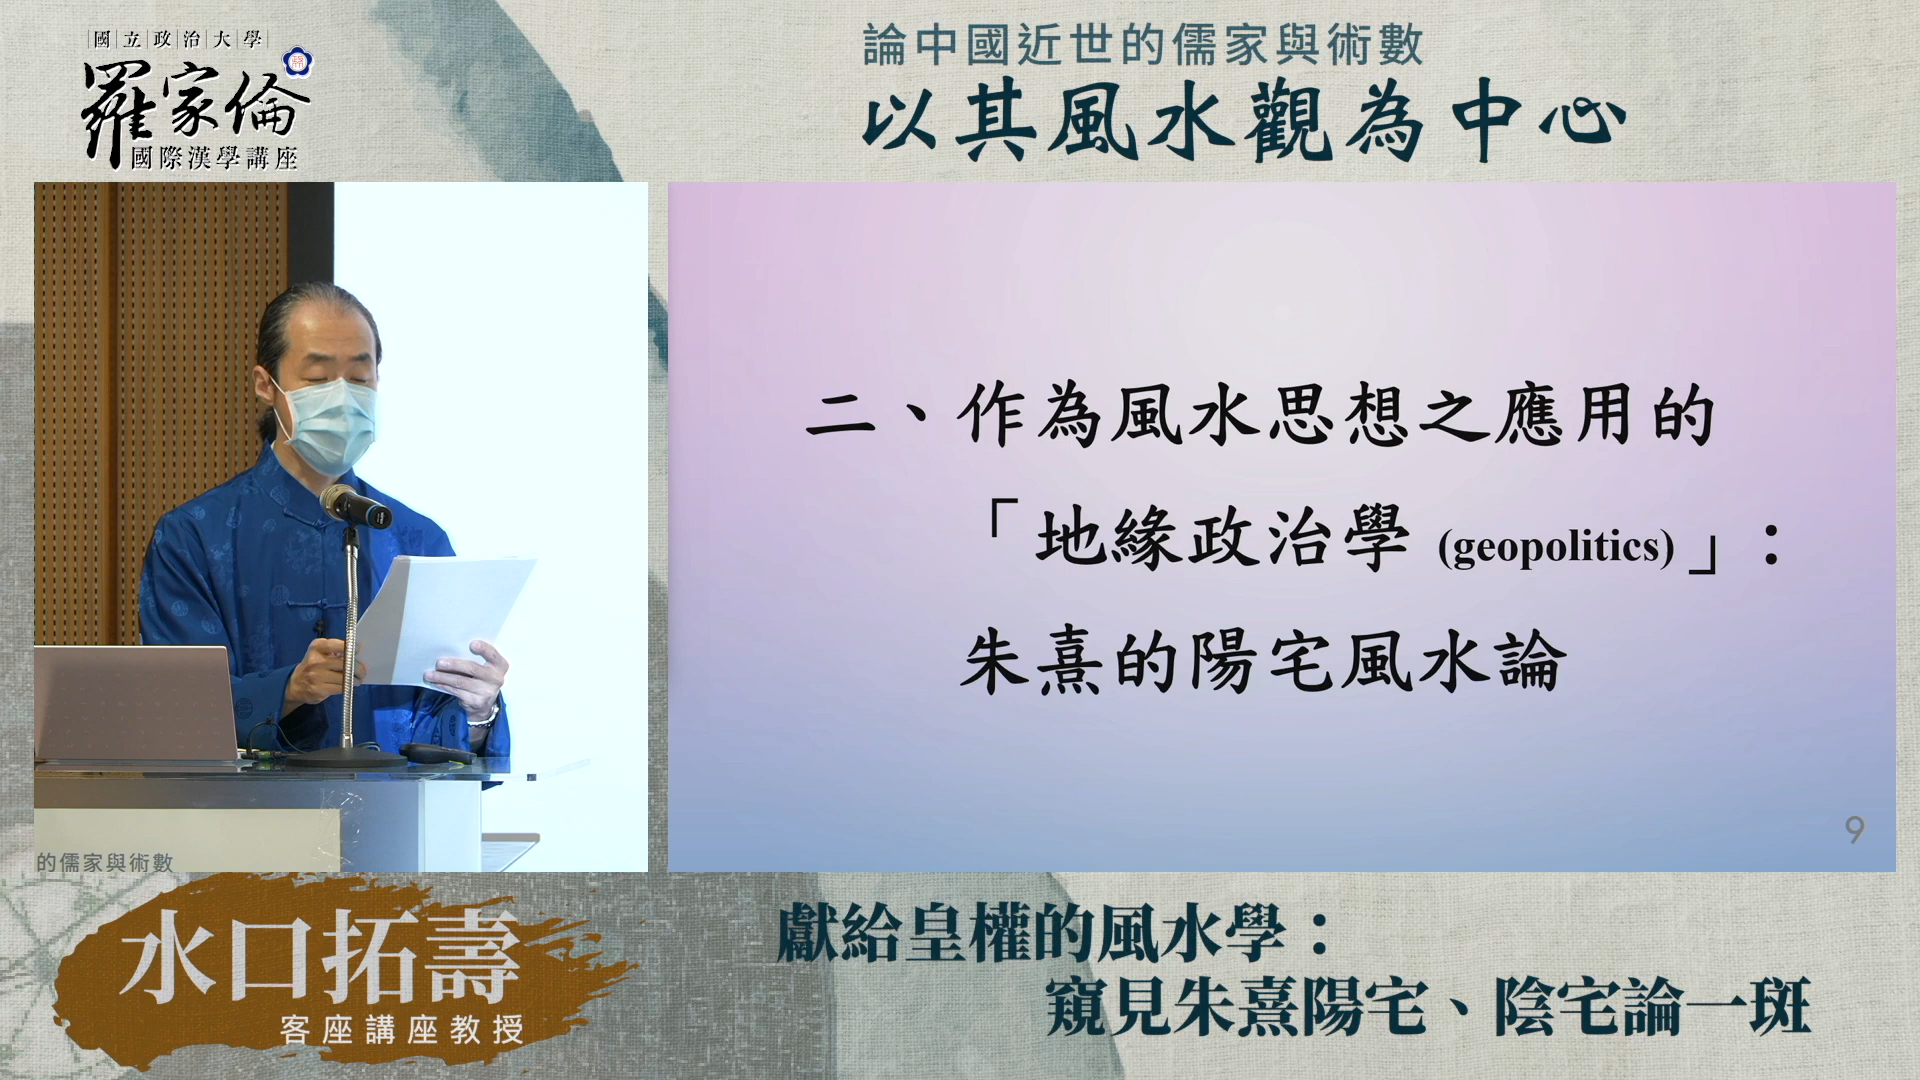 國立政治大學
羅家倫
國際漢學講座
論中國近世的儒家與術數
以其風水觀為中心
二、作為風水思想之應用的
「地緣政治學 (geopolitics)」：
朱熹的陽宅風水論
9
的儒家與術數
水口拓壽
客座講座教授
獻給皇權的風水學：
窺見朱熹陽宅、陰宅論一斑